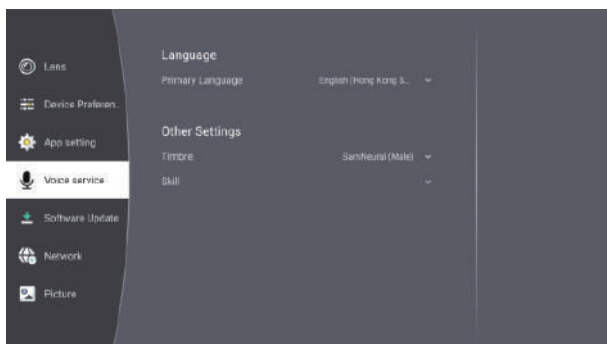 Lens
Device Preferen..
App setting
Voice service
Software Update
Network
Picture
Language
Primary Language English (Hong Kong S...
Other Settings
Timbre SamNeural (Male)
Skill